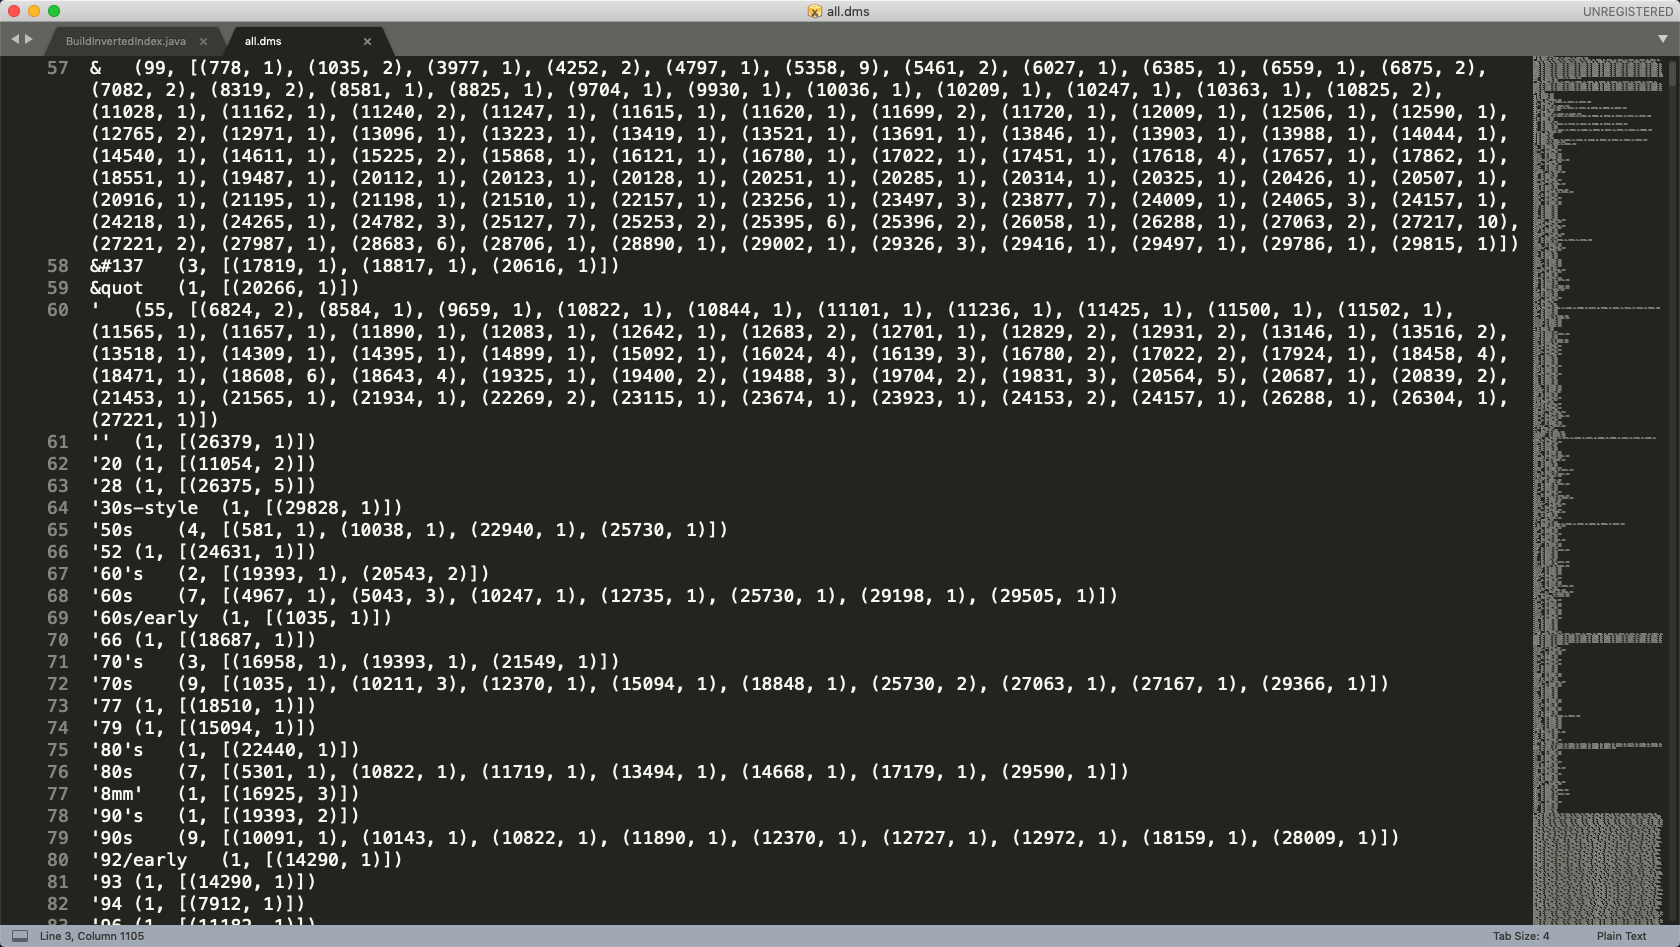 all.dms
UNREGISTERED
BuildInvertedIndex.java ×
all.dms ×
57 & (99, [(778, 1), (1035, 2), (3977, 1), (4252, 2), (4797, 1), (5358, 9), (5461, 2), (6027, 1), (6385, 1), (6559, 1), (6875, 2),
(7082, 2), (8319, 2), (8581, 1), (8825, 1), (9704, 1), (9930, 1), (10036, 1), (10209, 1), (10247, 1), (10363, 1), (10825, 2),
(11028, 1), (11162, 1), (11240, 2), (11247, 1), (11615, 1), (11620, 1), (11699, 2), (11720, 1), (12009, 1), (12506, 1), (12590, 1),
(12765, 2), (12971, 1), (13096, 1), (13223, 1), (13419, 1), (13521, 1), (13691, 1), (13846, 1), (13903, 1), (13988, 1), (14044, 1),
(14540, 1), (14611, 1), (15225, 2), (15868, 1), (16121, 1), (16780, 1), (17022, 1), (17451, 1), (17618, 4), (17657, 1), (17862, 1),
(18551, 1), (19487, 1), (20112, 1), (20123, 1), (20128, 1), (20251, 1), (20285, 1), (20314, 1), (20325, 1), (20426, 1), (20507, 1),
(20916, 1), (21195, 1), (21198, 1), (21510, 1), (22157, 1), (23256, 1), (23497, 3), (23877, 7), (24009, 1), (24065, 3), (24157, 1),
(24218, 1), (24265, 1), (24782, 3), (25127, 7), (25253, 2), (25395, 6), (25396, 2), (26058, 1), (26288, 1), (27063, 2), (27217, 10),
(27221, 2), (27987, 1), (28683, 6), (28706, 1), (28890, 1), (29002, 1), (29326, 3), (29416, 1), (29497, 1), (29786, 1), (29815, 1)])
58 &#137 (3, [(17819, 1), (18817, 1), (20616, 1)])
59 &quot (1, [(20266, 1)])
60 ' (55, [(6824, 2), (8584, 1), (9659, 1), (10822, 1), (10844, 1), (11101, 1), (11236, 1), (11425, 1), (11500, 1), (11502, 1),
(11565, 1), (11657, 1), (11890, 1), (12083, 1), (12642, 1), (12683, 2), (12701, 1), (12829, 2), (12931, 2), (13146, 1), (13516, 2),
(13518, 1), (14309, 1), (14395, 1), (14899, 1), (15092, 1), (16024, 4), (16139, 3), (16780, 2), (17022, 2), (17924, 1), (18458, 4),
(18471, 1), (18608, 6), (18643, 4), (19325, 1), (19400, 2), (19488, 3), (19704, 2), (19831, 3), (20564, 5), (20687, 1), (20839, 2),
(21453, 1), (21565, 1), (21934, 1), (22269, 2), (23115, 1), (23674, 1), (23923, 1), (24153, 2), (24157, 1), (26288, 1), (26304, 1),
(27221, 1)])
61 '' (1, [(26379, 1)])
62 '20 (1, [(11054, 2)])
63 '28 (1, [(26375, 5)])
64 '30s-style (1, [(29828, 1)])
65 '50s (4, [(581, 1), (10038, 1), (22940, 1), (25730, 1)])
66 '52 (1, [(24631, 1)])
67 '60's (2, [(19393, 1), (20543, 2)])
68 '60s (7, [(4967, 1), (5043, 3), (10247, 1), (12735, 1), (25730, 1), (29198, 1), (29505, 1)])
69 '60s/early (1, [(1035, 1)])
70 '66 (1, [(18687, 1)])
71 '70's (3, [(16958, 1), (19393, 1), (21549, 1)])
72 '70s (9, [(1035, 1), (10211, 3), (12370, 1), (15094, 1), (18848, 1), (25730, 2), (27063, 1), (27167, 1), (29366, 1)])
73 '77 (1, [(18510, 1)])
74 '79 (1, [(15094, 1)])
75 '80's (1, [(22440, 1)])
76 '80s (7, [(5301, 1), (10822, 1), (11719, 1), (13494, 1), (14668, 1), (17179, 1), (29590, 1)])
77 '8mm' (1, [(16925, 3)])
78 '90's (1, [(19393, 2)])
79 '90s (9, [(10091, 1), (10143, 1), (10822, 1), (11890, 1), (12370, 1), (12727, 1), (12972, 1), (18159, 1), (28009, 1)])
80 '92/early (1, [(14290, 1)])
81 '93 (1, [(14290, 1)])
82 '94 (1, [(7912, 1)])
83 '96 (1, [(11182, 1)])
Line 3, Column 1105
Tab Size: 4
Plain Text